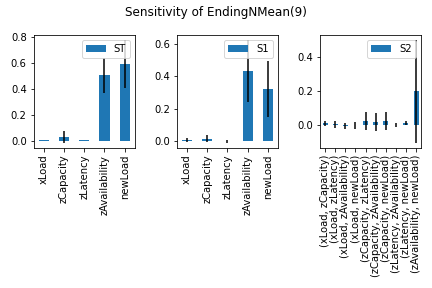 Sensitivity of EndingNMean(9)
0.8
0.6
0.4
0.2
0.0
ST
xLoad
zCapacity
zLatency
zAvailability
newLoad
0.6
0.4
0.2
0.0
S1
xLoad
zCapacity
zLatency
zAvailability
newLoad
0.4
0.2
0.0
S2
(xLoad, zCapacity)
(xLoad, zLatency)
(xLoad, zAvailability)
(xLoad, newLoad)
(zCapacity, zLatency)
(zCapacity, zAvailability)
(zCapacity, newLoad)
(zLatency, zAvailability)
(zLatency, newLoad)
(zAvailability, newLoad)